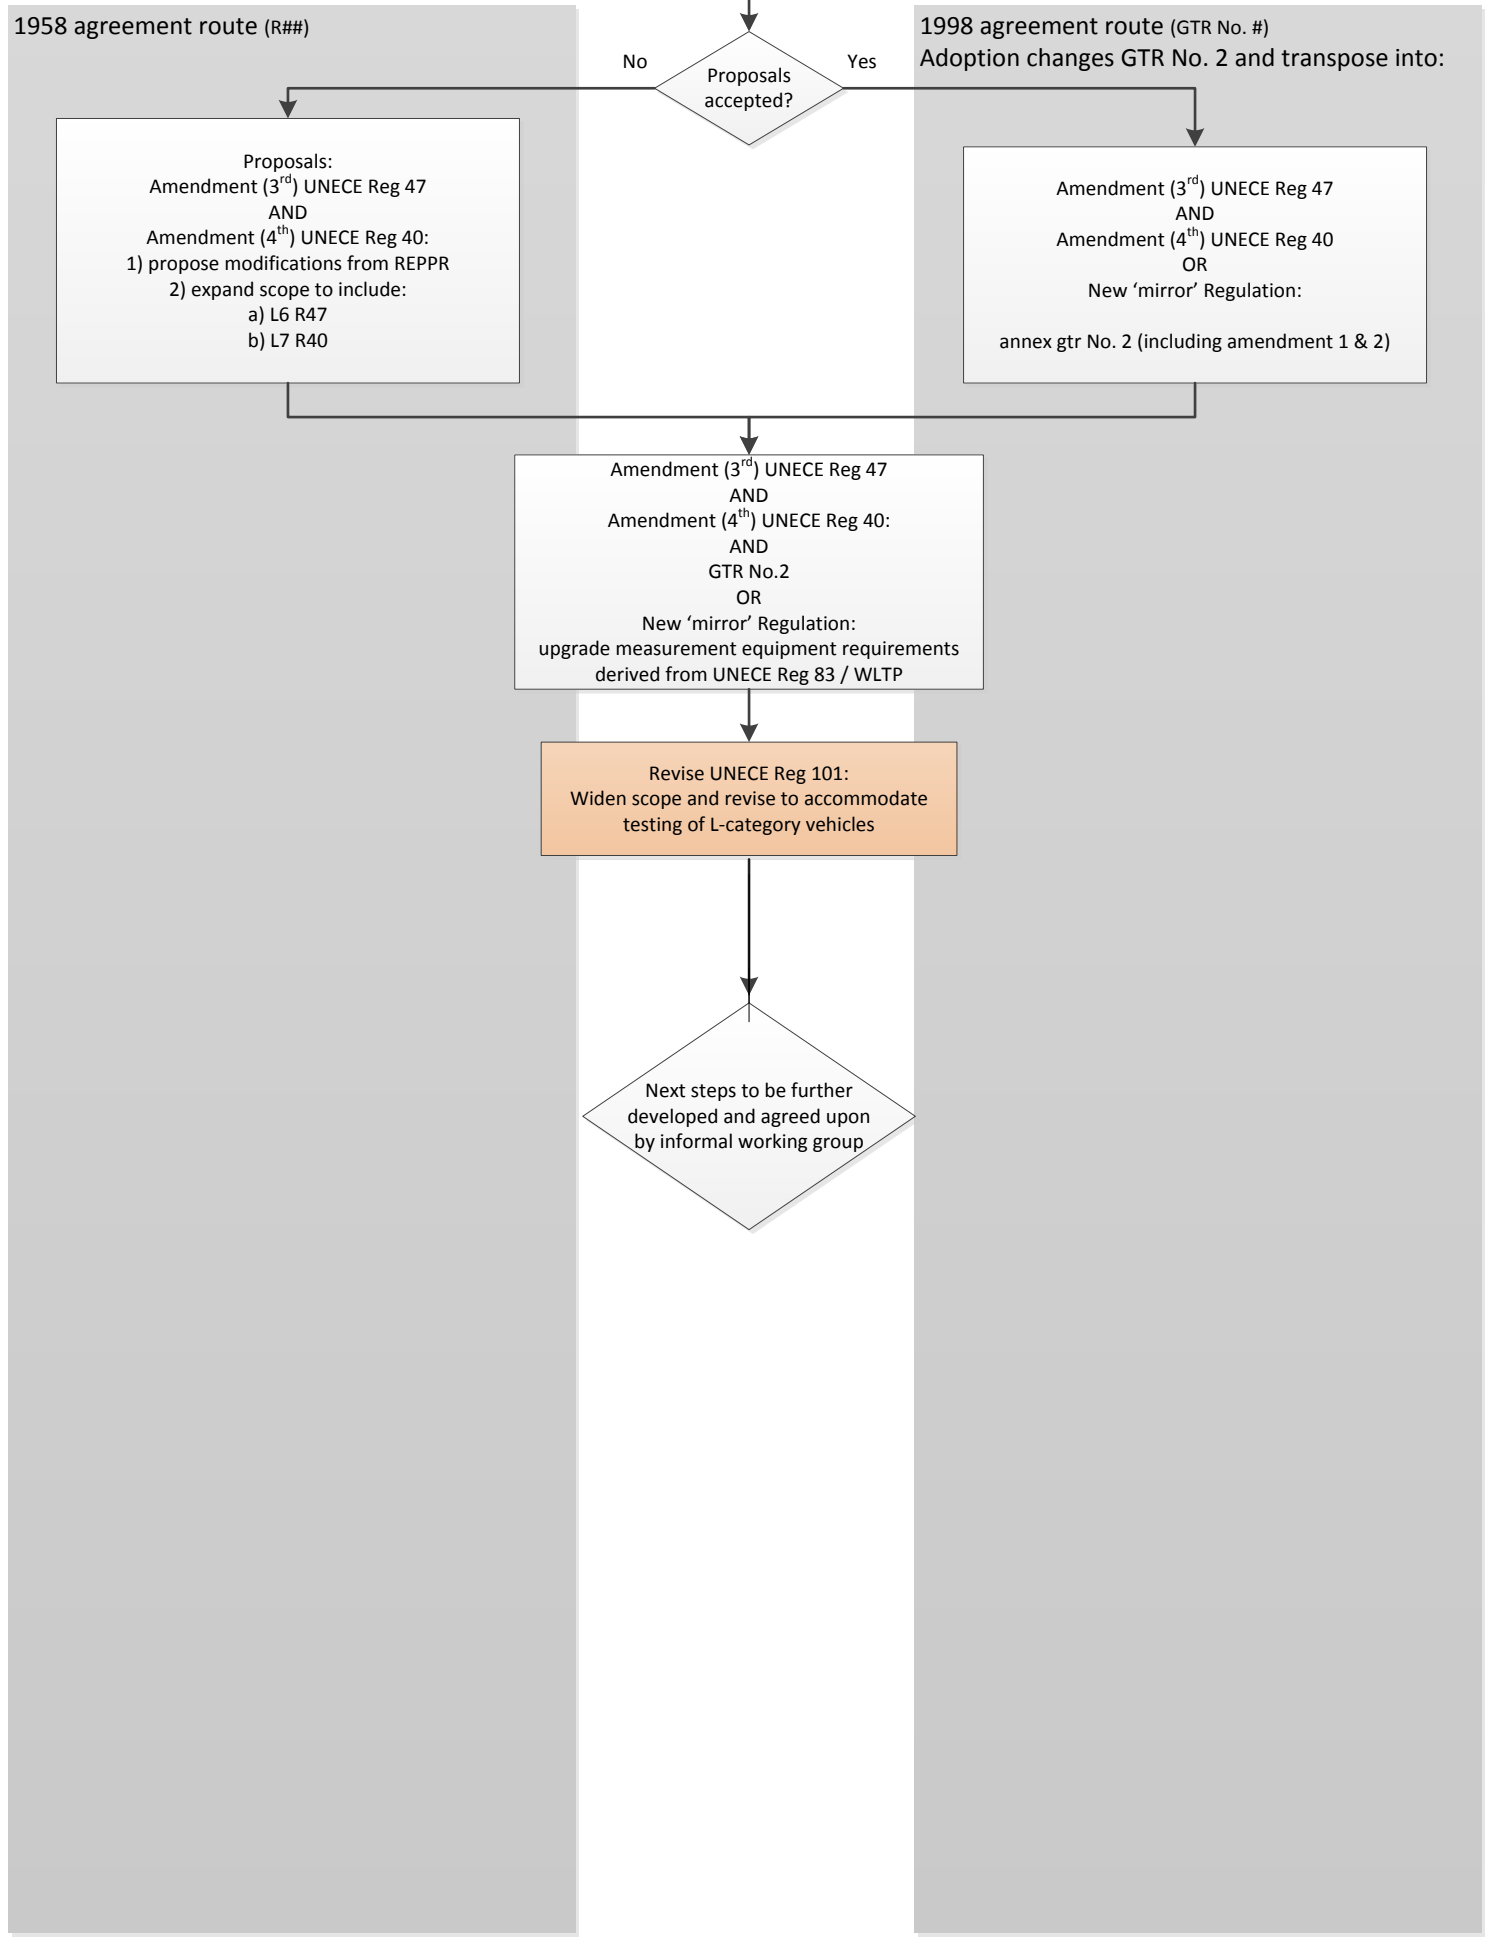 1958 agreement route (R##)
1998 agreement route (GTR No. #)
Adoption changes GTR No. 2 and transpose into:
No
Proposals
accepted?
Yes
Proposals:
Amendment (3rd) UNECE Reg 47
AND
Amendment (4th) UNECE Reg 40:
1) propose modifications from REPPR
2) expand scope to include:
a) L6 R47
b) L7 R40
Amendment (3rd) UNECE Reg 47
AND
Amendment (4th) UNECE Reg 40
OR
New ‘mirror’ Regulation:
annex gtr No. 2 (including amendment 1 & 2)
Amendment (3rd) UNECE Reg 47
AND
Amendment (4th) UNECE Reg 40:
AND
GTR No.2
OR
New ‘mirror’ Regulation:
upgrade measurement equipment requirements
derived from UNECE Reg 83 / WLTP
Revise UNECE Reg 101:
Widen scope and revise to accommodate
testing of L-category vehicles
Next steps to be further
developed and agreed upon
by informal working group